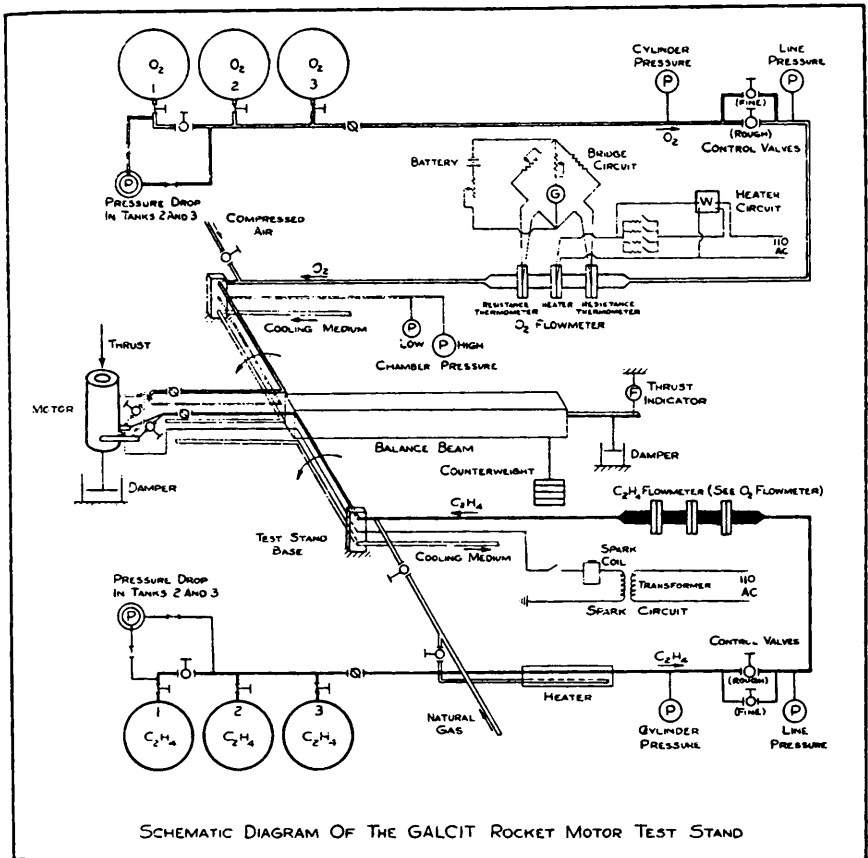 O₂ O₂ O₂
1 2 3
CYLINDER PRESSURE
LINE PRESSURE
P P
(FINE)
(ROUGH)
CONTROL VALVES
O₂
P
PRESSURE DROP
IN TANKS 2 AND 3
BATTERY
BRIDGE CIRCUIT
G
W
HEATER CIRCUIT
110 AC
COMPRESSED AIR
O₂
RESISTANCE THERMOMETER
HEATER
RESISTANCE THERMOMETER
O₂ FLOWMETER
COOLING MEDIUM
P P
LOW HIGH
CHAMBER PRESSURE
THRUST
MOTOR
DAMPER
F
THRUST INDICATOR
BALANCE BEAM
DAMPER
COUNTERWEIGHT
C₂H₄
C₂H₄ FLOWMETER (SEE O₂ FLOWMETER)
TEST STAND BASE
COOLING MEDIUM
SPARK COIL
TRANSFORMER
110 AC
SPARK CIRCUIT
PRESSURE DROP
IN TANKS 2 AND 3
P
CONTROL VALVES
C₂H₄
(ROUGH)
(FINE)
HEATER
1 2 3
C₂H₄ C₂H₄ C₂H₄
NATURAL GAS
P P
CYLINDER PRESSURE
LINE PRESSURE
SCHEMATIC DIAGRAM OF THE GALCIT ROCKET MOTOR TEST STAND